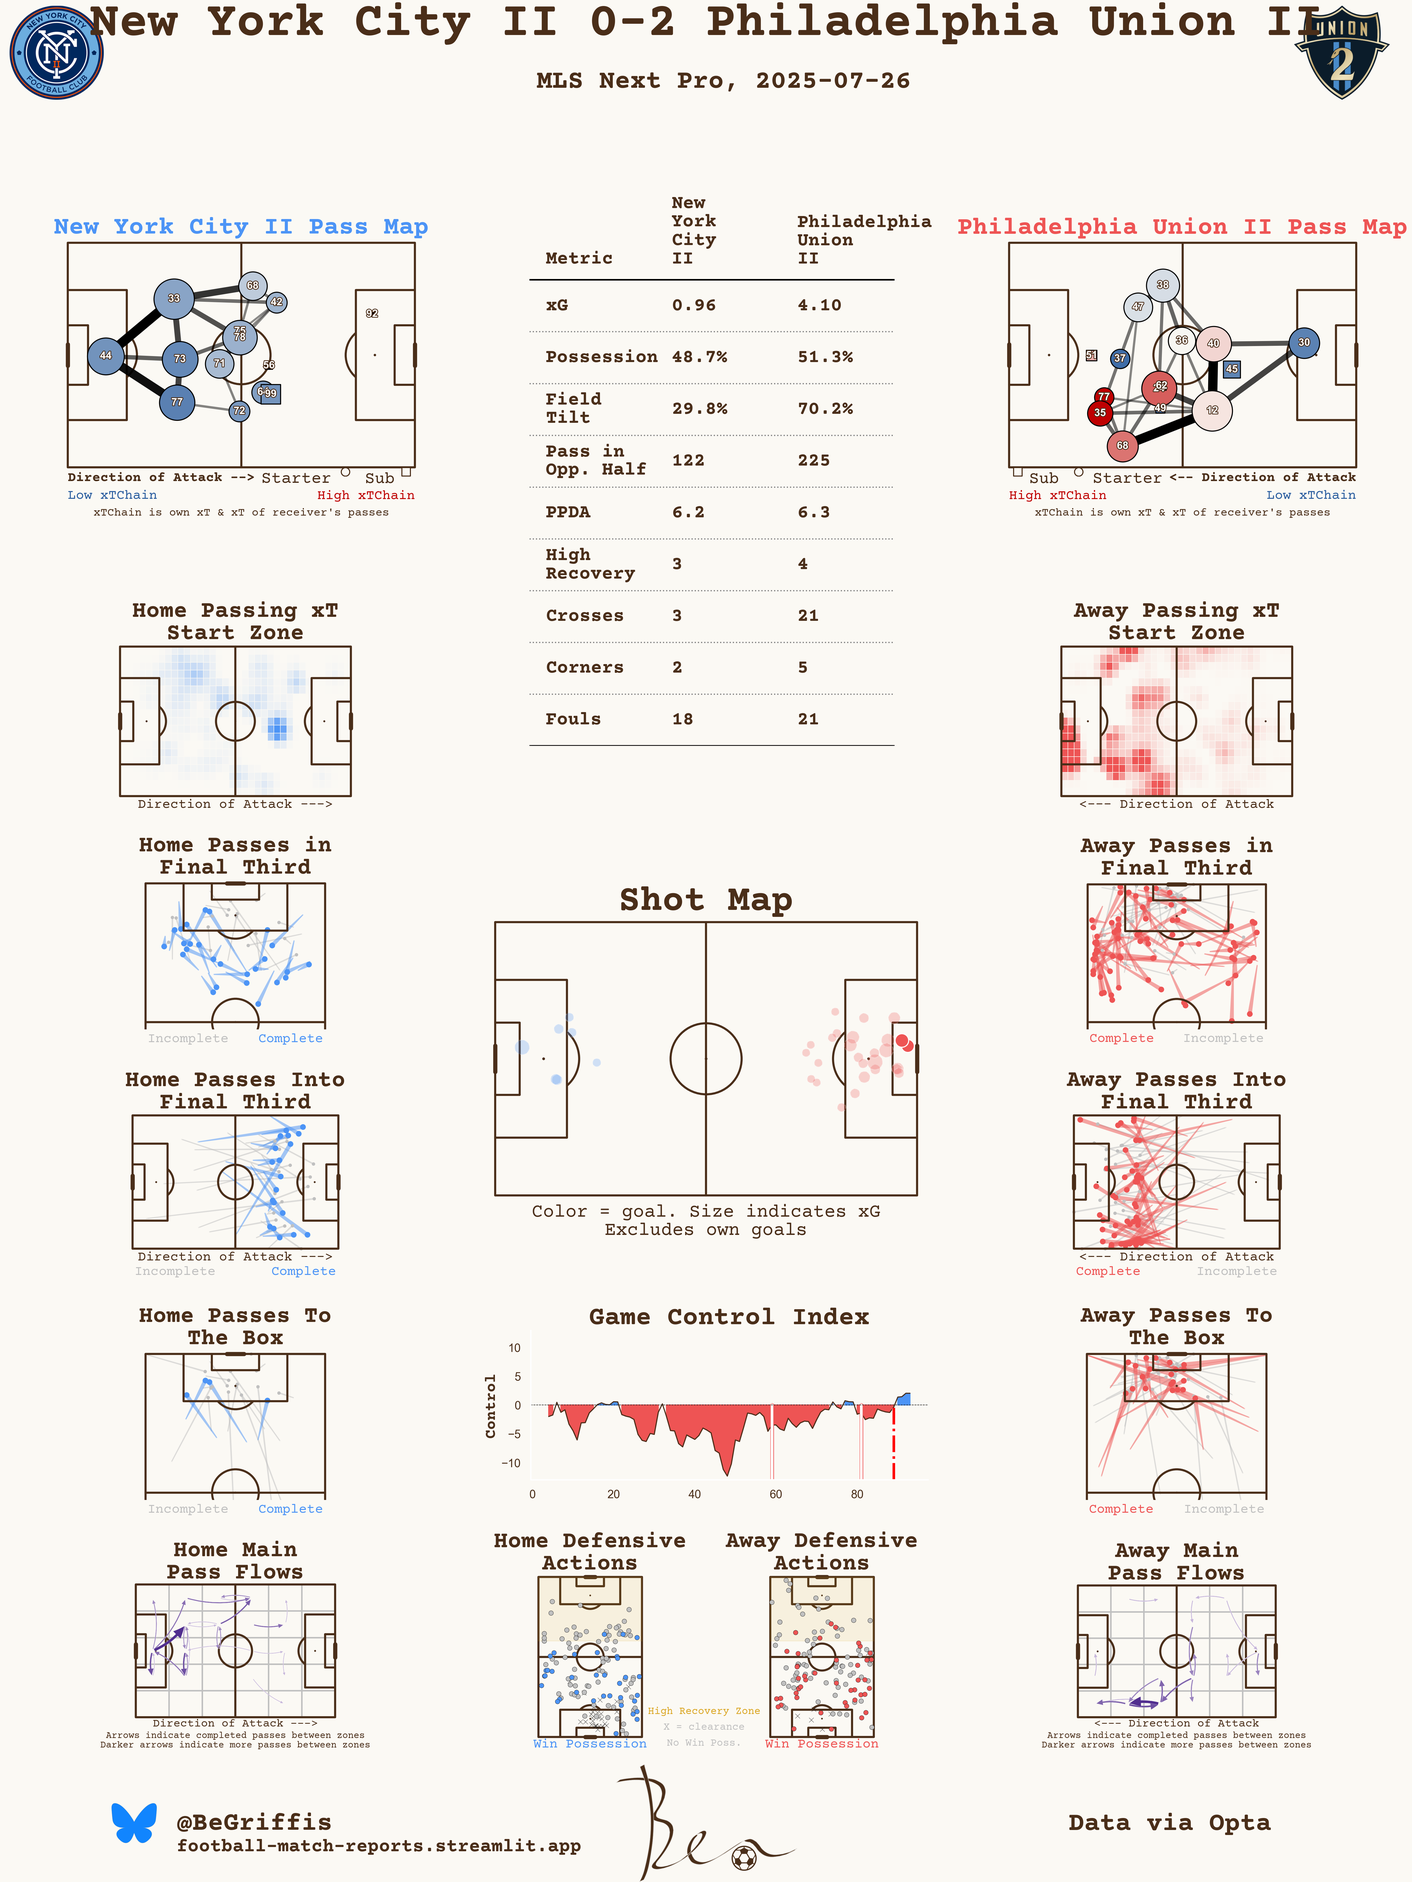 New York City II 0-2 Philadelphia Union II
MLS Next Pro, 2025-07-26
NEW YORK CITY
FOOTBALL CLUB
UNION
2
New York City II Pass Map
33
68
42
75
78
44
73
71
56
77
72
99
92
Direction of Attack --> Starter Sub
Low xTChain High xTChain
xTChain is own xT & xT of receiver's passes
Metric
New
York
City
II
Philadelphia
Union
II
xG 0.96 4.10
Possession 48.7% 51.3%
Field
Tilt
29.8% 70.2%
Pass in
Opp. Half
122 225
PPDA 6.2 6.3
High
Recovery
3 4
Crosses 3 21
Corners 2 5
Fouls 18 21
Philadelphia Union II Pass Map
38
47
36
40
30
51
37
45
62
77
35
49
12
68
Sub Starter <-- Direction of Attack
High xTChain Low xTChain
xTChain is own xT & xT of receiver's passes
Home Passing xT
Start Zone
Direction of Attack --->
Away Passing xT
Start Zone
<--- Direction of Attack
Home Passes in
Final Third
Incomplete Complete
Away Passes in
Final Third
Complete Incomplete
Shot Map
Color = goal. Size indicates xG
Excludes own goals
Home Passes Into
Final Third
Direction of Attack --->
Incomplete Complete
Away Passes Into
Final Third
<--- Direction of Attack
Complete Incomplete
Home Passes To
The Box
Incomplete Complete
Game Control Index
Control
10
5
0
−5
−10
0 20 40 60 80
Away Passes To
The Box
Complete Incomplete
Home Main
Pass Flows
Direction of Attack --->
Arrows indicate completed passes between zones
Darker arrows indicate more passes between zones
Home Defensive
Actions
Win Possession
Away Defensive
Actions
Win Possession
High Recovery Zone
X = clearance
No Win Poss.
Away Main
Pass Flows
<--- Direction of Attack
Arrows indicate completed passes between zones
Darker arrows indicate more passes between zones
@BeGriffis
football-match-reports.streamlit.app
Ben
Data via Opta